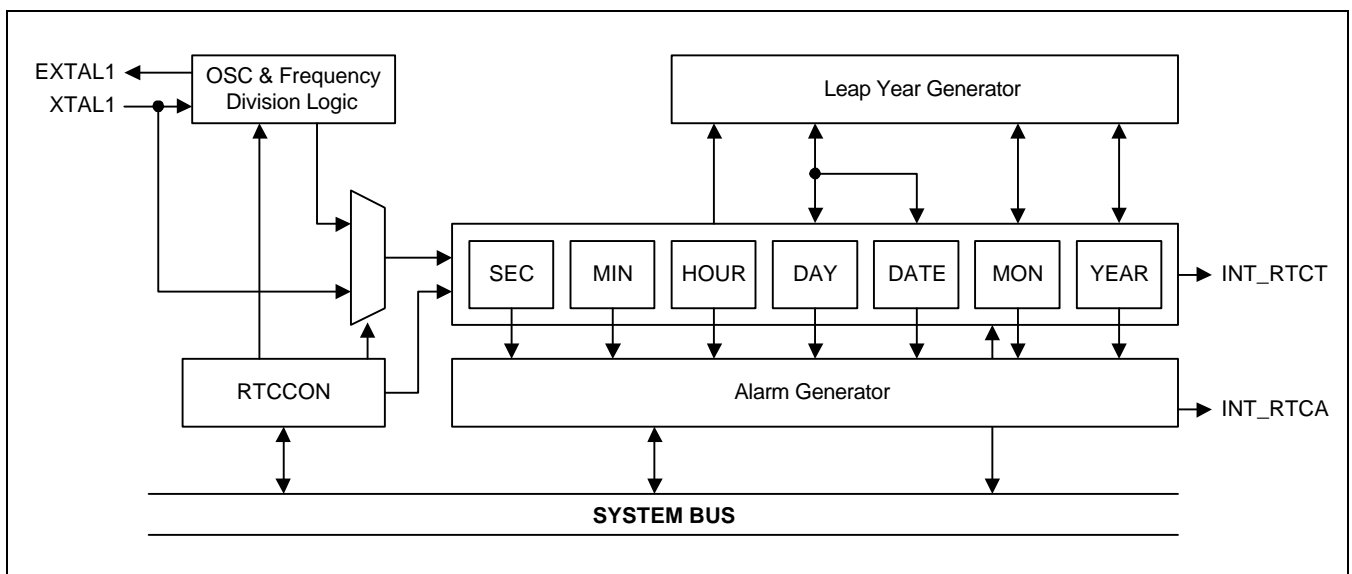 EXTAL1
XTAL1
OSC & Frequency
Division Logic
Leap Year Generator
SEC
MIN
HOUR
DAY
DATE
MON
YEAR
INT_RTCT
RTCCON
Alarm Generator
INT_RTCA
SYSTEM BUS